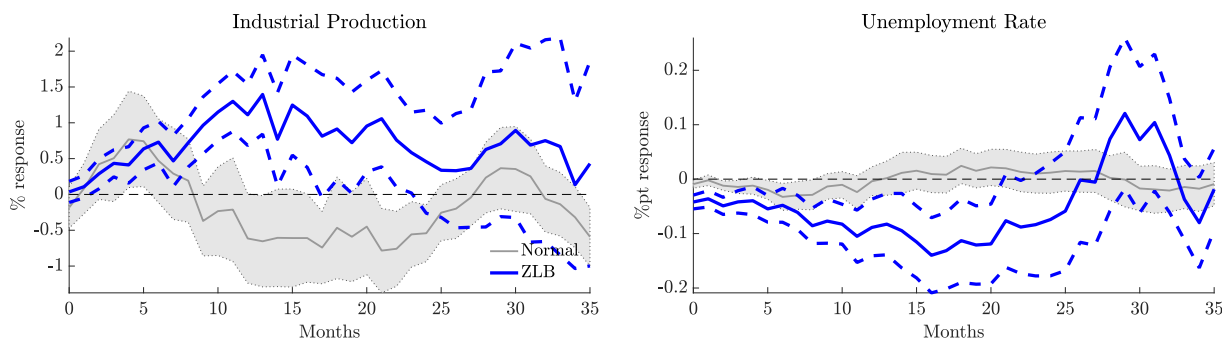 Industrial Production
% response
2
1.5
1
0.5
0
-0.5
-1
0 5 10 15 20 25 30 35
Months
Normal
ZLB
Unemployment Rate
%pt response
0.2
0.1
0
-0.1
-0.2
0 5 10 15 20 25 30 35
Months